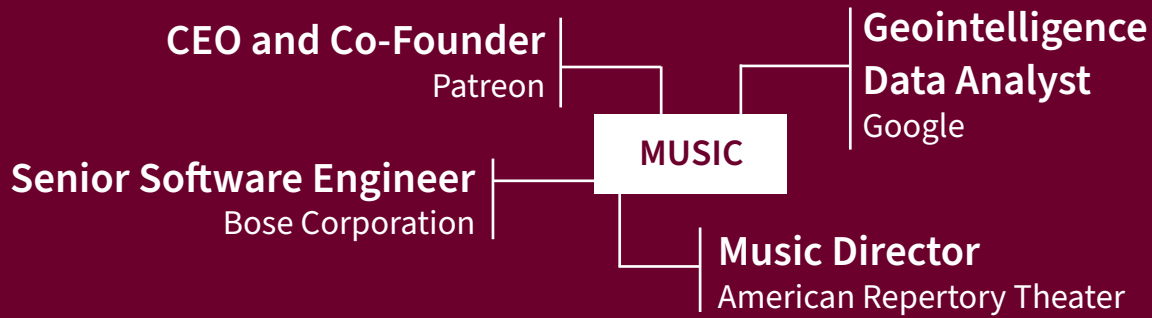 CEO and Co-Founder
Patreon
Geointelligence
Data Analyst
Google
MUSIC
Senior Software Engineer
Bose Corporation
Music Director
American Repertory Theater